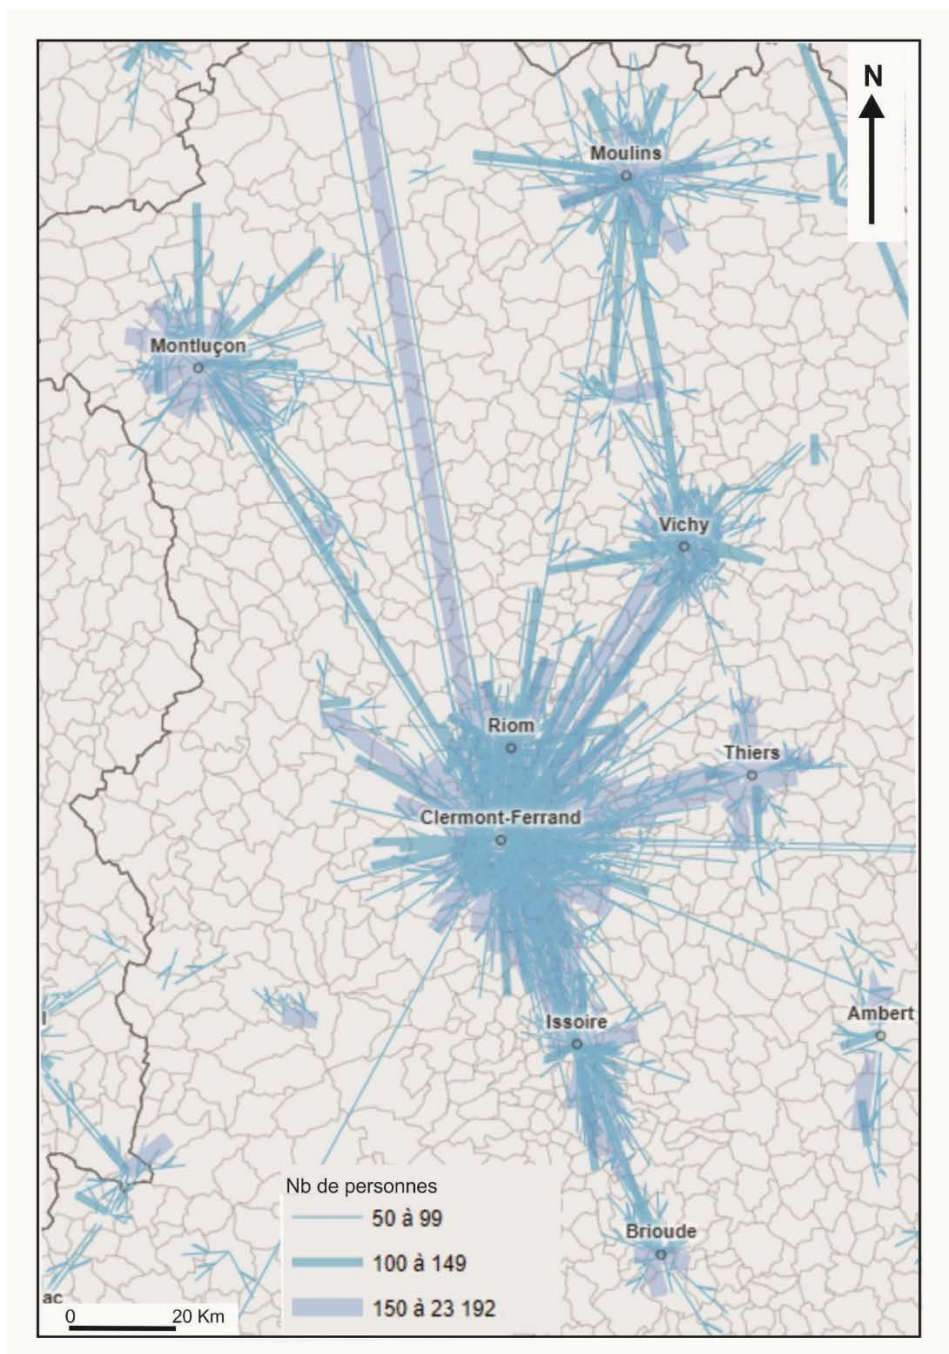 N
Moulins
Montluçon
Vichy
Riom
Thiers
Clermont-Ferrand
Ambert
l
Issoire
Nb de personnes
50 à 99
100 à 149
Brioude
150 à 23 192
ac
0 20 Km